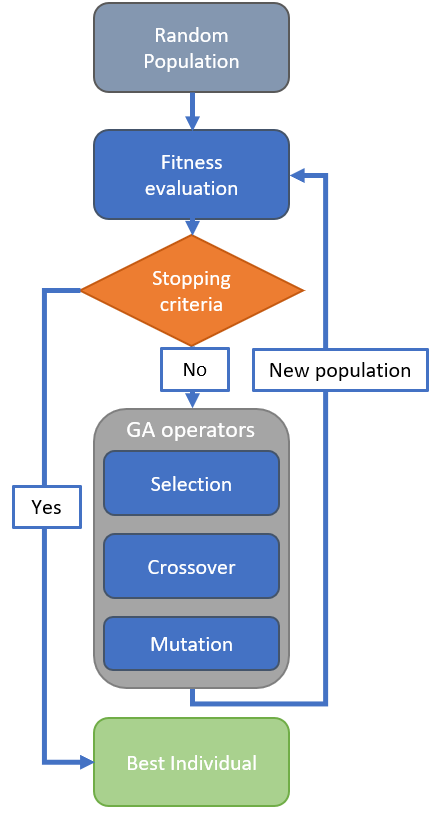 Random
Population
Fitness
evaluation
Stopping
criteria
No
New population
GA operators
Selection
Yes
Crossover
Mutation
Best Individual